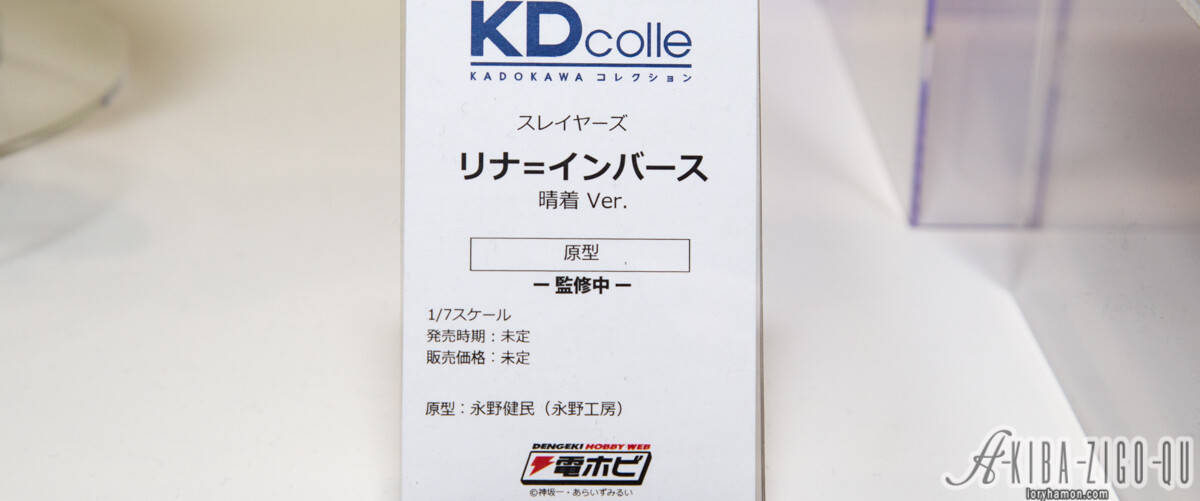 KDcolle
KADOKAWA コレクション
スレイヤーズ
リナ=インバース
晴着 Ver.
原型
ー 監修中 ー
1/7スケール
発売時期：未定
販売価格：未定
原型：永野健民（永野工房）
DENGEKI HOBBY WEB
電ホビ
©神坂一・あらいずみるい
A-KIBA-ZIGO-QU
loryhamon.com